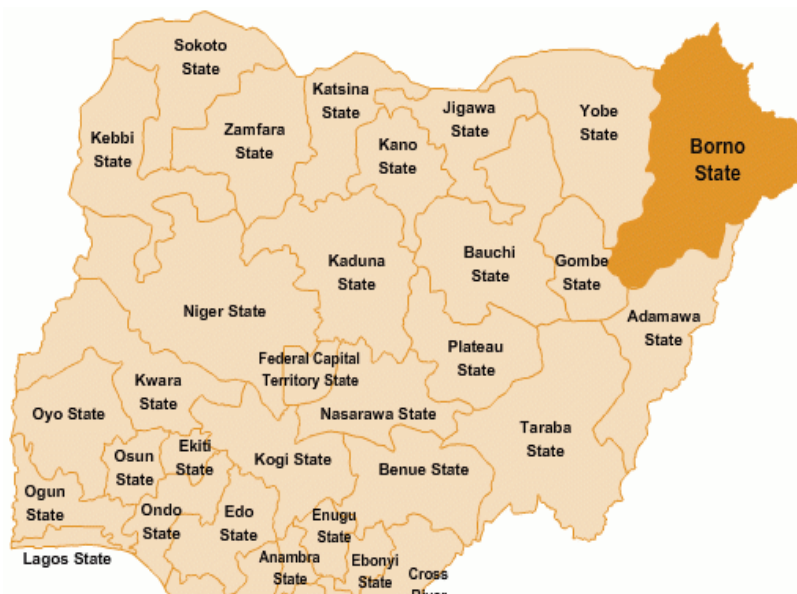 Sokoto
State
Katsina
State
Jigawa
State
Yobe
State
Kebbi
State
Zamfara
State
Kano
State
Borno
State
Kaduna
State
Bauchi
State
Gombe
State
Niger State
Adamawa
State
Federal Capital
Territory State
Plateau
State
Kwara
State
Oyo State
Nasarawa State
Taraba
State
Osun
State
Ekiti
State
Kogi State
Benue State
Ogun
State
Ondo
State
Edo
State
Enugu
State
Lagos State
Anambra
State
Ebonyi
State
Cross
River